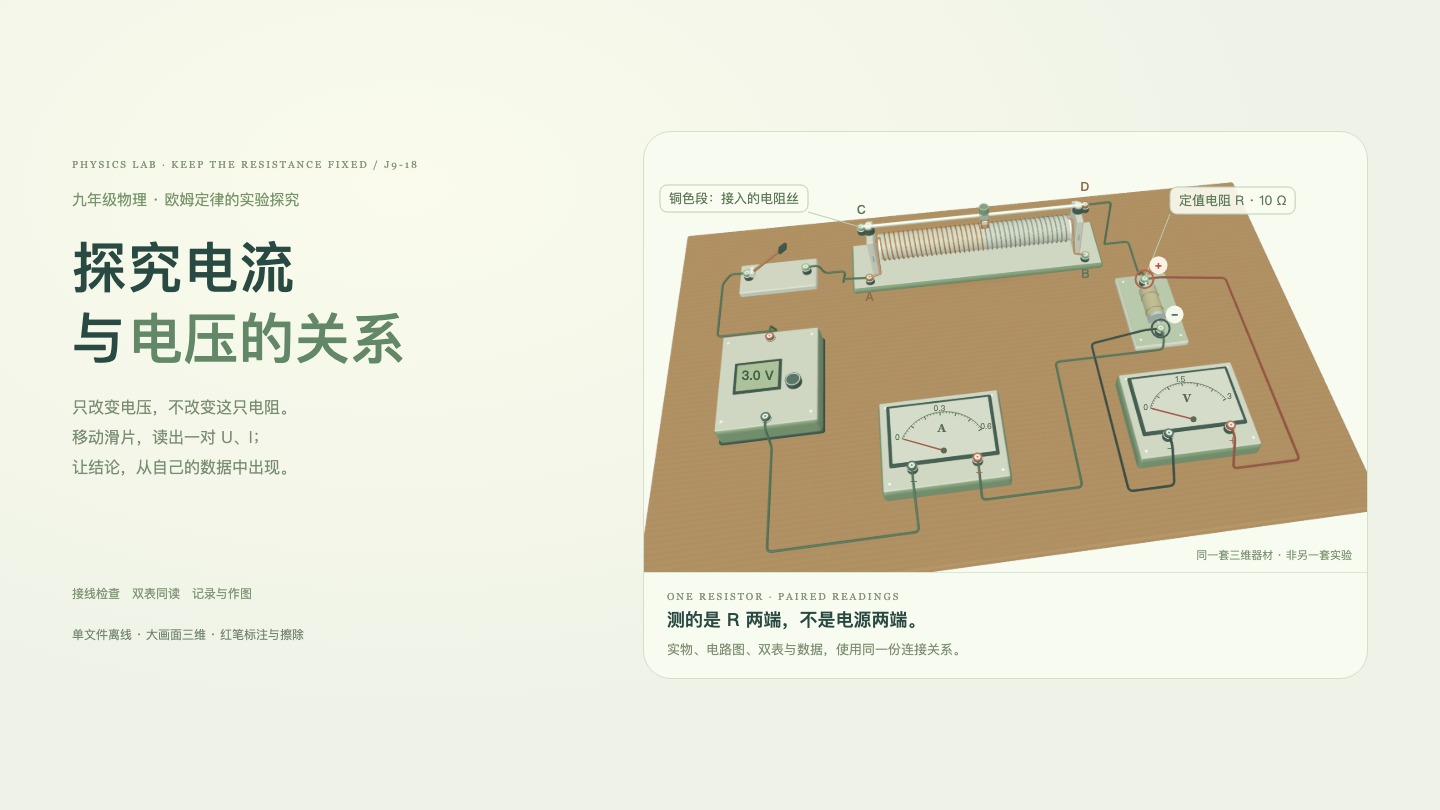 PHYSICS LAB · KEEP THE RESISTANCE FIXED / J9-18
九年级物理 · 欧姆定律的实验探究
探究电流
与电压的关系
只改变电压，不改变这只电阻。
移动滑片，读出一对 U、I；
让结论，从自己的数据中出现。
接线检查 双表同读 记录与作图
单文件离线 · 大画面三维 · 红笔标注与擦除
铜色段：接入的电阻丝
C
D
定值电阻 R · 10 Ω
A
B
+
−
3.0 V
0
0.3
0.6
A
−
+
0
1.5
3
V
−
+
同一套三维器材 · 非另一套实验
ONE RESISTOR · PAIRED READINGS
测的是 R 两端，不是电源两端。
实物、电路图、双表与数据，使用同一份连接关系。